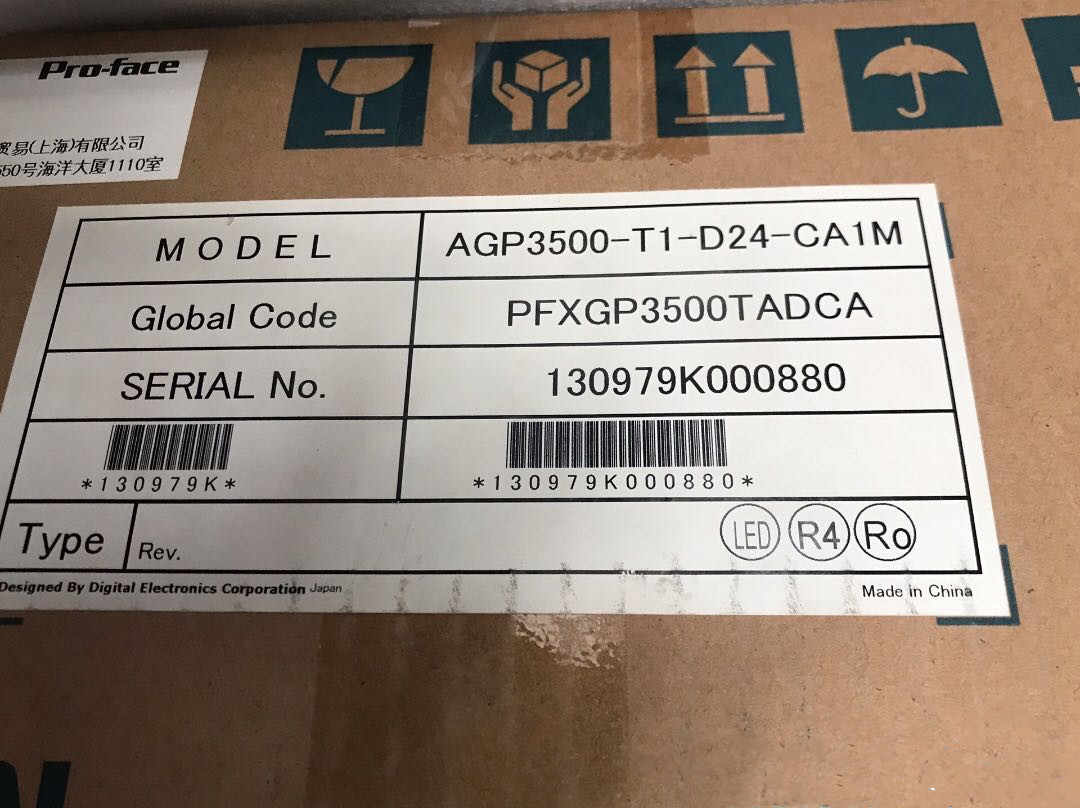 Pro-face
贸易(上海)有限公司
550号海洋大厦1110室
MODEL AGP3500-T1-D24-CA1M
Global Code PFXGP3500TADCA
SERIAL No. 130979K000880
*130979K* *130979K000880*
Type Rev. LED R4 Ro
Designed By Digital Electronics Corporation Japan Made in China